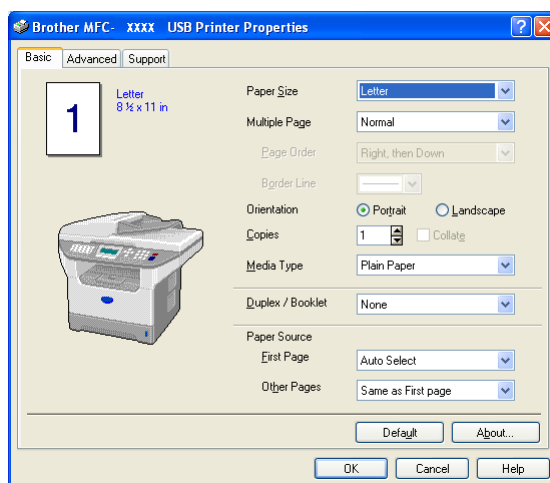 Brother MFC- XXXX USB Printer Properties
Basic Advanced Support
1
Letter
8 ½ x 11 in
Paper Size Letter
Multiple Page Normal
Page Order Right, then Down
Border Line
Orientation Portrait Landscape
Copies 1 Collate
Media Type Plain Paper
Duplex / Booklet None
Paper Source
First Page Auto Select
Other Pages Same as First page
Default About...
OK Cancel Help